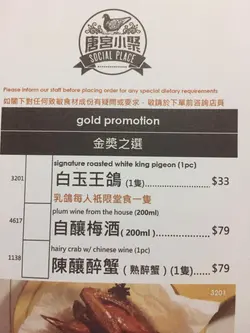 唐宮小聚
SOCIAL PLACE
Please inform our staff before placing order for any special dietary requirements
如閣下對任何致敏食材成份有疑問或要求，敬請於下單前咨詢店員
gold promotion
金獎之選
signature roasted white king pigeon (1pc)
3201 白玉王鴿 (1隻) $33
乳鴿每人祇限堂食一隻
plum wine from the house (200ml)
4617 自釀梅酒 (200ml) $79
hairy crab w/ chinese wine (1pc)
1138 陳釀醉蟹 (熟醉蟹) (1隻) $79
3201